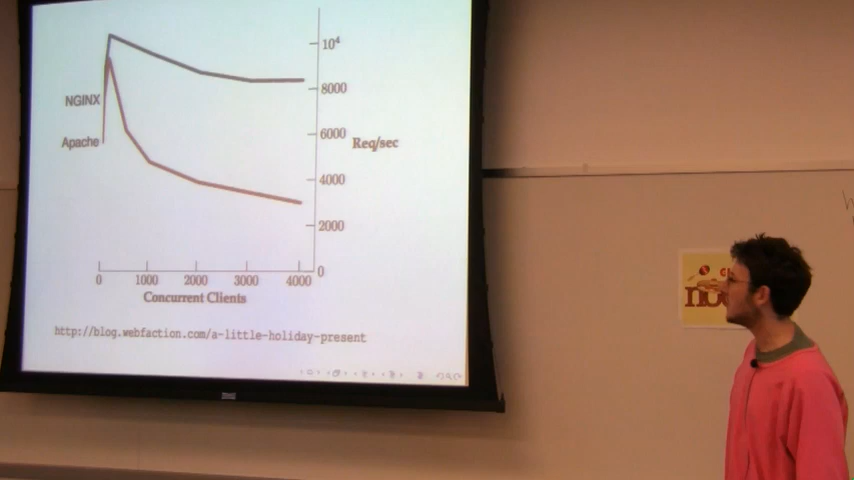 10⁴
8000
NGINX
6000
Apache
Req/sec
4000
2000
0
0 1000 2000 3000 4000
Concurrent Clients
http://blog.webfaction.com/a-little-holiday-present